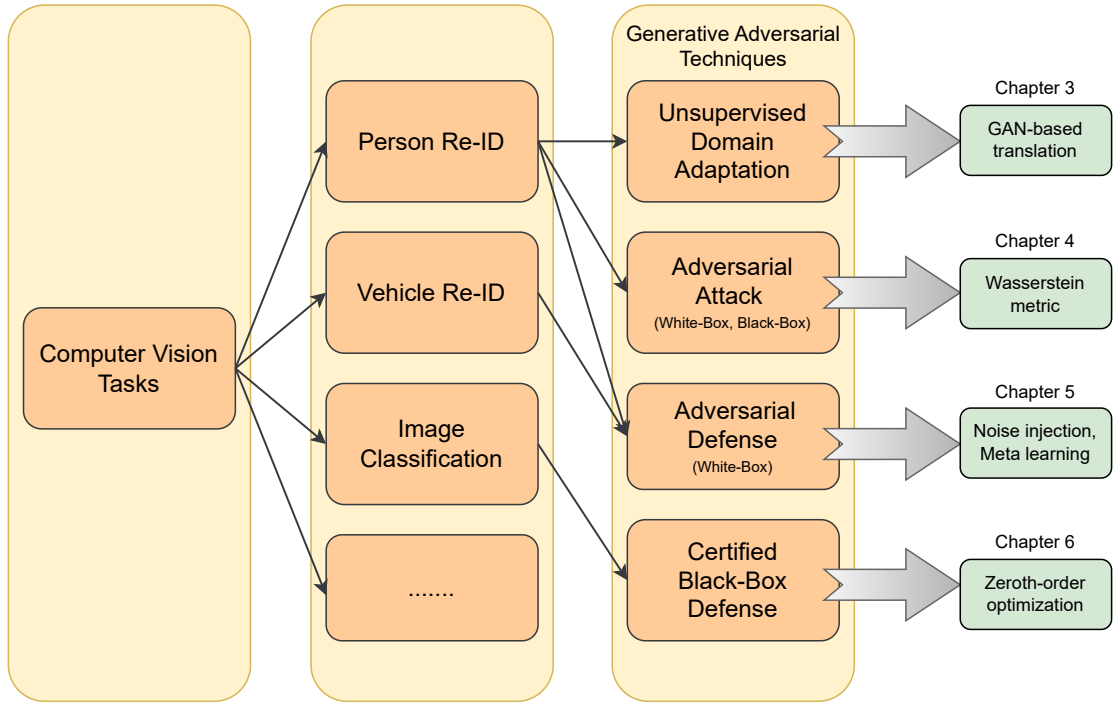 Computer Vision
Tasks
Person Re-ID
Vehicle Re-ID
Image
Classification
.......
Generative Adversarial
Techniques
Unsupervised
Domain
Adaptation
Adversarial
Attack
(White-Box, Black-Box)
Adversarial
Defense
(White-Box)
Certified
Black-Box
Defense
Chapter 3
GAN-based
translation
Chapter 4
Wasserstein
metric
Chapter 5
Noise injection,
Meta learning
Chapter 6
Zeroth-order
optimization